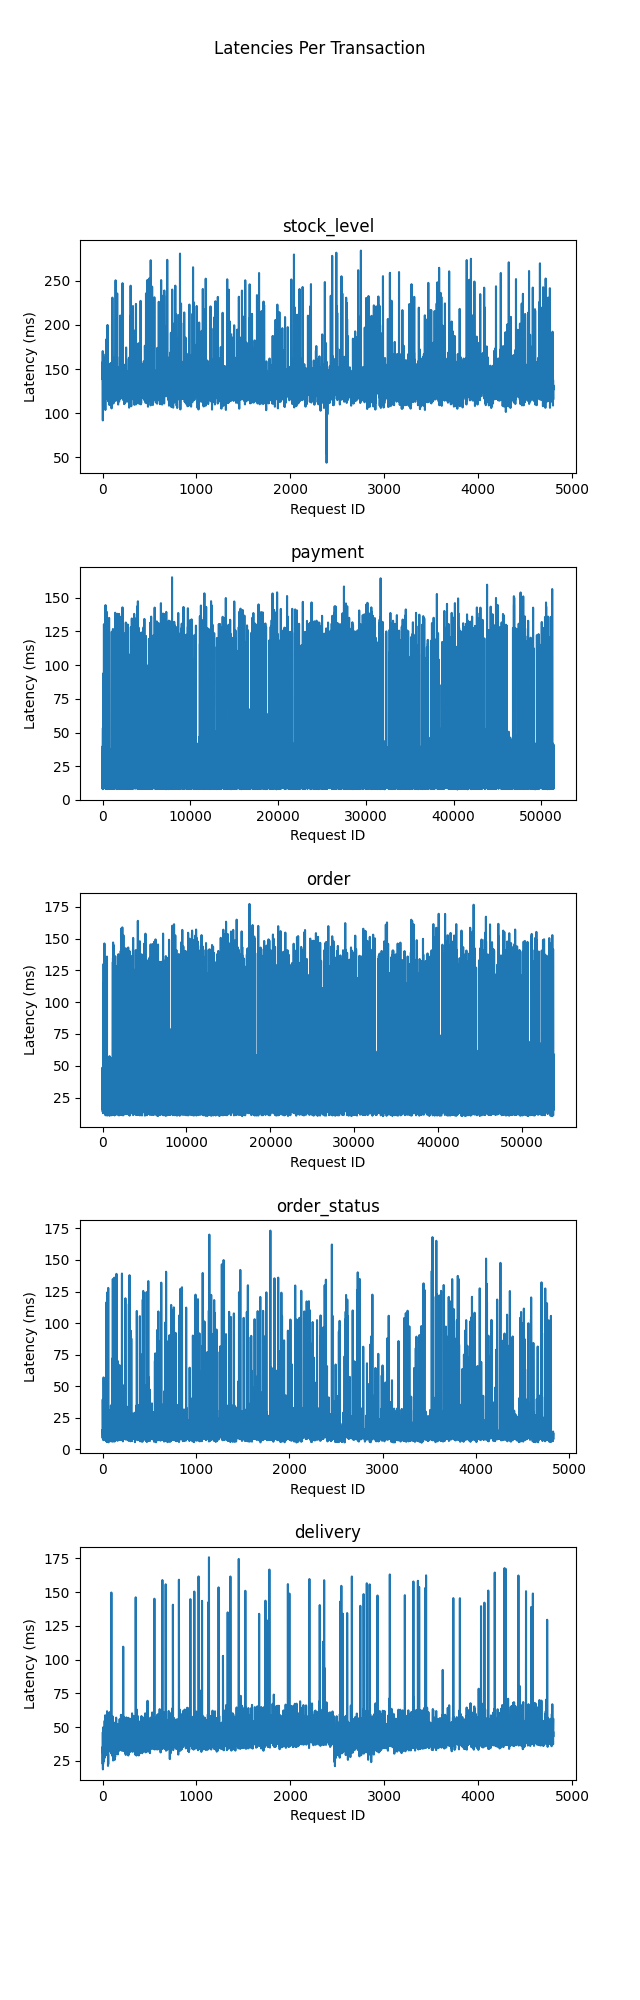 Latencies Per Transaction
stock_level
250
200
150
100
50
Latency (ms)
0 1000 2000 3000 4000 5000
Request ID
payment
150
125
100
75
50
25
0
Latency (ms)
0 10000 20000 30000 40000 50000
Request ID
order
175
150
125
100
75
50
25
Latency (ms)
0 10000 20000 30000 40000 50000
Request ID
order_status
175
150
125
100
75
50
25
0
Latency (ms)
0 1000 2000 3000 4000 5000
Request ID
delivery
175
150
125
100
75
50
25
Latency (ms)
0 1000 2000 3000 4000 5000
Request ID